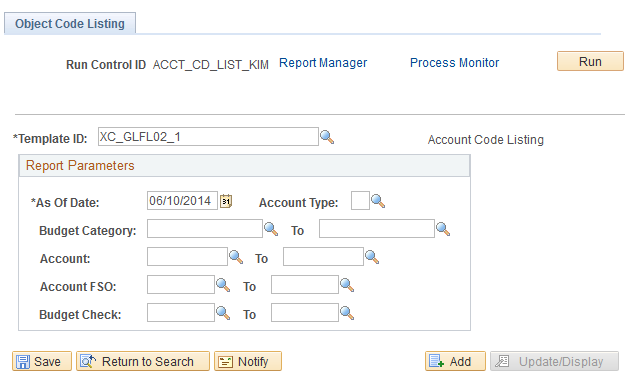 Object Code Listing
Run Control ID ACCT_CD_LIST_KIM Report Manager Process Monitor Run
*Template ID: XC_GLFL02_1 Account Code Listing
Report Parameters
*As Of Date: 06/10/2014 31 Account Type:
Budget Category: To
Account: To
Account FSO: To
Budget Check: To
Save Return to Search Notify Add Update/Display